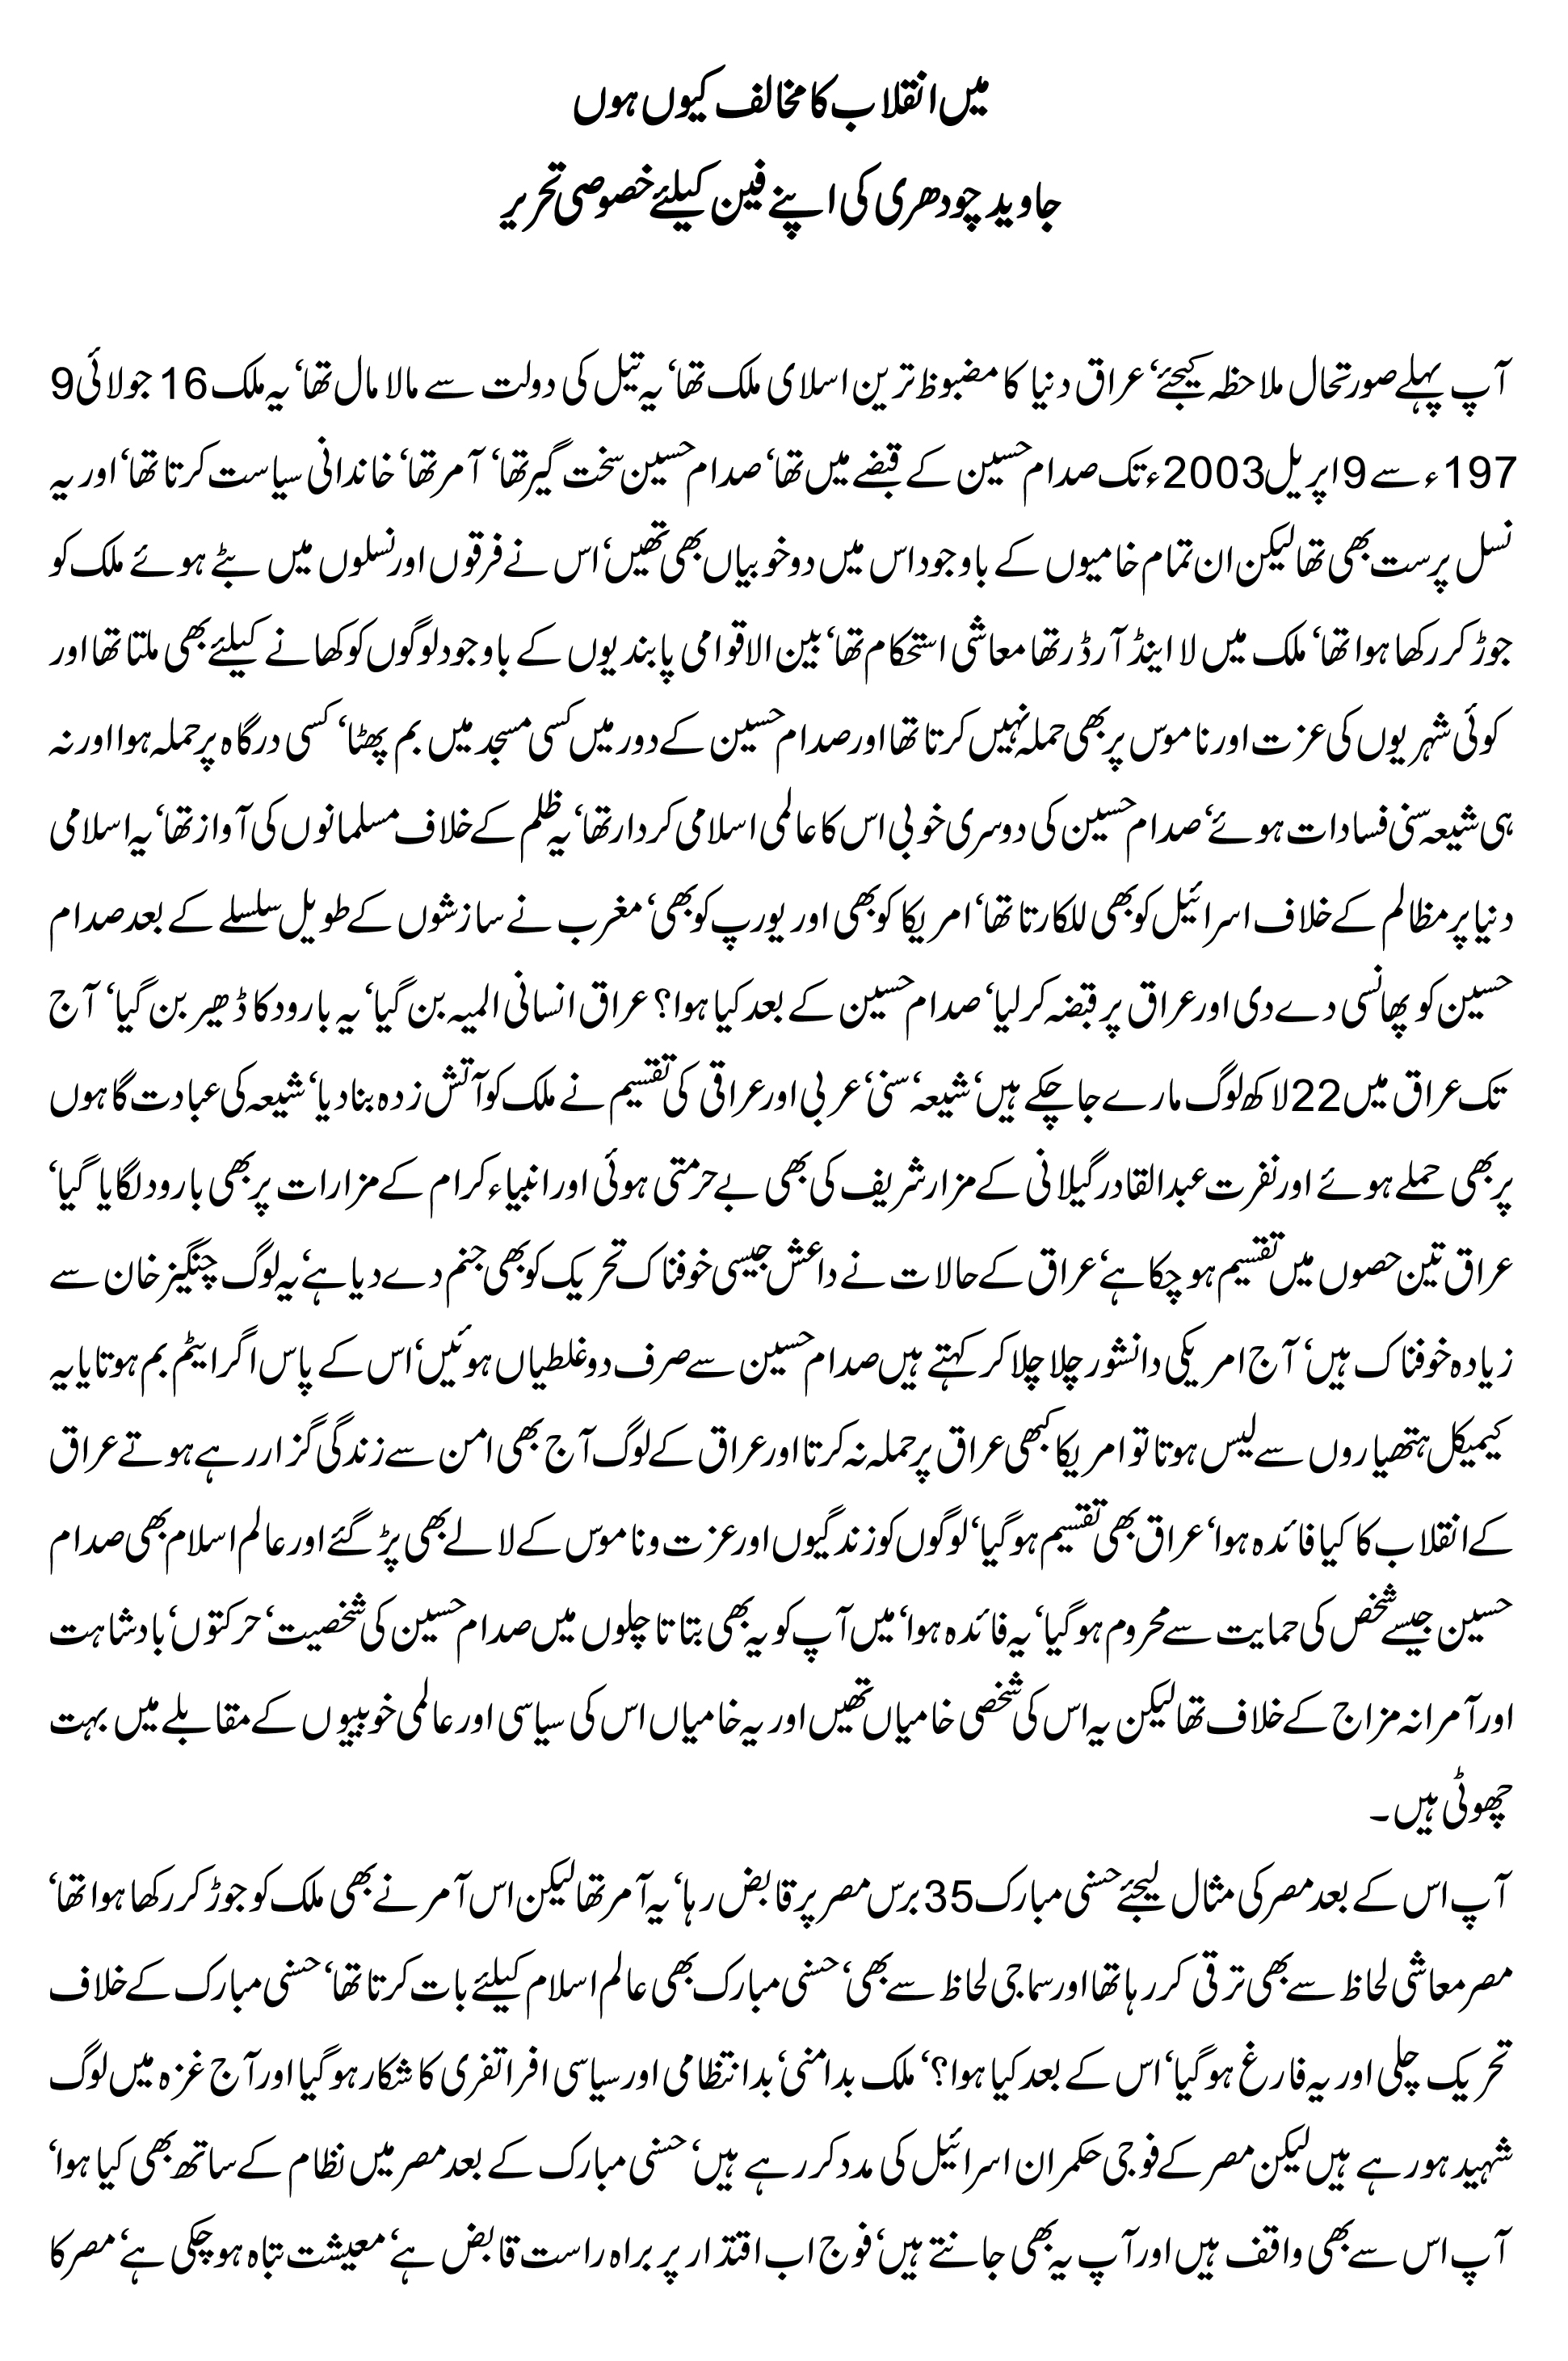 میں انقلاب کا مخالف کیوں ہوں
جاوید چودھری کی اپنے فین کیلئے خصوصی تحریر
آپ پہلے صورتحال ملاحظہ کیجئے‘ عراق دنیا کا مضبوط ترین اسلامی ملک تھا‘ یہ تیل کی دولت سے مالا مال تھا‘ یہ ملک 16 جولائی 9
197ء سے 9 اپریل 2003ء تک صدام حسین کے قبضے میں تھا‘ صدام حسین سخت گیر تھا‘ آمر تھا‘ خاندانی سیاست کرتا تھا‘ اور یہ
نسل پرست بھی تھا لیکن ان تمام خامیوں کے باوجود اس میں دو خوبیاں بھی تھیں‘ اس نے فرقوں اور نسلوں میں بٹے ہوئے ملک کو
جوڑ کر رکھا ہوا تھا‘ ملک میں لا اینڈ آرڈر تھا معاشی استحکام تھا‘ بین الاقوامی پابندیوں کے باوجود لوگوں کو کھانے کیلئے بھی ملتا تھا اور
کوئی شہریوں کی عزت اور ناموس پر بھی حملہ نہیں کرتا تھا اور صدام حسین کے دور میں کسی مسجد میں بم پھٹا‘ کسی درگاہ پر حملہ ہوا اور نہ
ہی شیعہ سنی فسادات ہوئے‘ صدام حسین کی دوسری خوبی اس کا عالمی اسلامی کردار تھا‘ یہ ظلم کے خلاف مسلمانوں کی آواز تھا‘ یہ اسلامی
دنیا پر مظالم کے خلاف اسرائیل کو بھی للکارتا تھا‘ امریکا کو بھی اور یورپ کو بھی‘ مغرب نے سازشوں کے طویل سلسلے کے بعد صدام
حسین کو پھانسی دے دی اور عراق پر قبضہ کر لیا‘ صدام حسین کے بعد کیا ہوا؟ عراق انسانی المیہ بن گیا‘ یہ بارود کا ڈھیر بن گیا‘ آج
تک عراق میں 22 لاکھ لوگ مارے جا چکے ہیں‘ شیعہ‘ سنی‘ عربی اور عراقی کی تقسیم نے ملک کو آتش زدہ بنا دیا‘ شیعہ کی عبادت گاہوں
پر بھی حملے ہوئے اور نفرت عبدالقادر گیلانی کے مزار شریف کی بھی بے حرمتی ہوئی اور انبیاء کرام کے مزارات پر بھی بارود لگایا گیا‘
عراق تین حصوں میں تقسیم ہو چکا ہے‘ عراق کے حالات نے داعش جیسی خوفناک تحریک کو بھی جنم دے دیا ہے‘ یہ لوگ چنگیز خان سے
زیادہ خوفناک ہیں‘ آج امریکی دانشور چلا چلا کر کہتے ہیں صدام حسین سے صرف دو غلطیاں ہوئیں‘ اس کے پاس اگر ایٹم بم ہوتا یا یہ
کیمیکل ہتھیاروں سے لیس ہوتا تو امریکا کبھی عراق پر حملہ نہ کرتا اور عراق کے لوگ آج بھی امن سے زندگی گزار رہے ہوتے عراق
کے انقلاب کا کیا فائدہ ہوا‘ عراق بھی تقسیم ہو گیا‘ لوگوں کو زندگیوں اور عزت و ناموس کے لالے بھی پڑ گئے اور عالم اسلام بھی صدام
حسین جیسے شخص کی حمایت سے محروم ہو گیا‘ یہ فائدہ ہوا‘ میں آپ کو یہ بھی بتاتا چلوں میں صدام حسین کی شخصیت‘ حرکتوں‘ بادشاہت
اور آمرانہ مزاج کے خلاف تھا لیکن یہ اس کی شخصی خامیاں تھیں اور یہ خامیاں اس کی سیاسی اور عالمی خوبیوں کے مقابلے میں بہت
چھوٹی ہیں۔
آپ اس کے بعد مصر کی مثال لیجئے حسنی مبارک 35 برس مصر پر قابض رہا‘ یہ آمر تھا لیکن اس آمر نے بھی ملک کو جوڑ کر رکھا ہوا تھا‘
مصر معاشی لحاظ سے بھی ترقی کر رہا تھا اور سماجی لحاظ سے بھی‘ حسنی مبارک بھی عالم اسلام کیلئے بات کرتا تھا‘ حسنی مبارک کے خلاف
تحریک چلی اور یہ فارغ ہو گیا‘ اس کے بعد کیا ہوا؟‘ ملک بدامنی‘ بدانتظامی اور سیاسی افراتفری کا شکار ہو گیا اور آج غزہ میں لوگ
شہید ہو رہے ہیں لیکن مصر کے فوجی حکمران اسرائیل کی مدد کر رہے ہیں‘ حسنی مبارک کے بعد مصر میں نظام کے ساتھ بھی کیا ہوا‘
آپ اس سے بھی واقف ہیں اور آپ یہ بھی جانتے ہیں‘ فوج اب اقتدار پر براہ راست قابض ہے‘ معیشت تباہ ہو چکی ہے‘ مصر کا